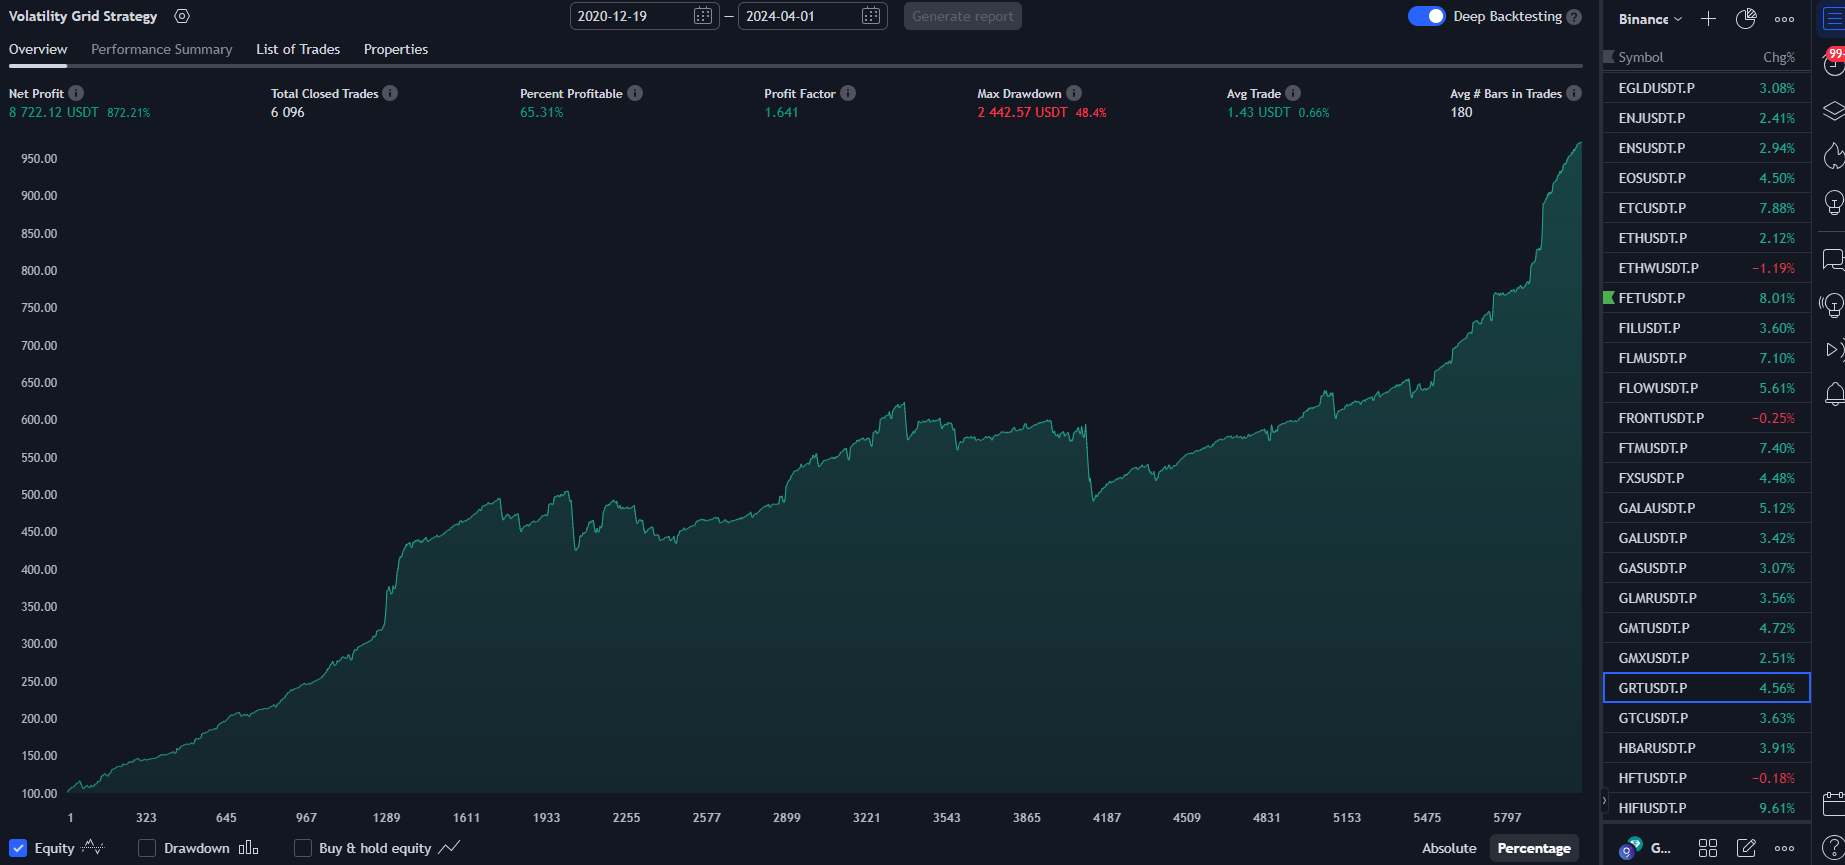 Volatility Grid Strategy
2020-12-19 — 2024-04-01 Generate report
Deep Backtesting ?
Overview Performance Summary List of Trades Properties
Net Profit
8 722.12 USDT 872.21%
Total Closed Trades
6 096
Percent Profitable
65.31%
Profit Factor
1.641
Max Drawdown
2 442.57 USDT 48.4%
Avg Trade
1.43 USDT 0.66%
Avg # Bars in Trades
180
950.00
900.00
850.00
800.00
750.00
700.00
650.00
600.00
550.00
500.00
450.00
400.00
350.00
300.00
250.00
200.00
150.00
100.00
1 323 645 967 1289 1611 1933 2255 2577 2899 3221 3543 3865 4187 4509 4831 5153 5475 5797
Equity Drawdown Buy & hold equity
Absolute Percentage
Binance
Symbol Chg%
EGLDUSDT.P 3.08%
ENJUSDT.P 2.41%
ENSUSDT.P 2.94%
EOSUSDT.P 4.50%
ETCUSDT.P 7.88%
ETHUSDT.P 2.12%
ETHWUSDT.P −1.19%
FETUSDT.P 8.01%
FILUSDT.P 3.60%
FLMUSDT.P 7.10%
FLOWUSDT.P 5.61%
FRONTUSDT.P −0.25%
FTMUSDT.P 7.40%
FXSUSDT.P 4.48%
GALAUSDT.P 5.12%
GALUSDT.P 3.42%
GASUSDT.P 3.07%
GLMRUSDT.P 3.56%
GMTUSDT.P 4.72%
GMXUSDT.P 2.51%
GRTUSDT.P 4.56%
GTCUSDT.P 3.63%
HBARUSDT.P 3.91%
HFTUSDT.P −0.18%
HIFIUSDT.P 9.61%
G...
99